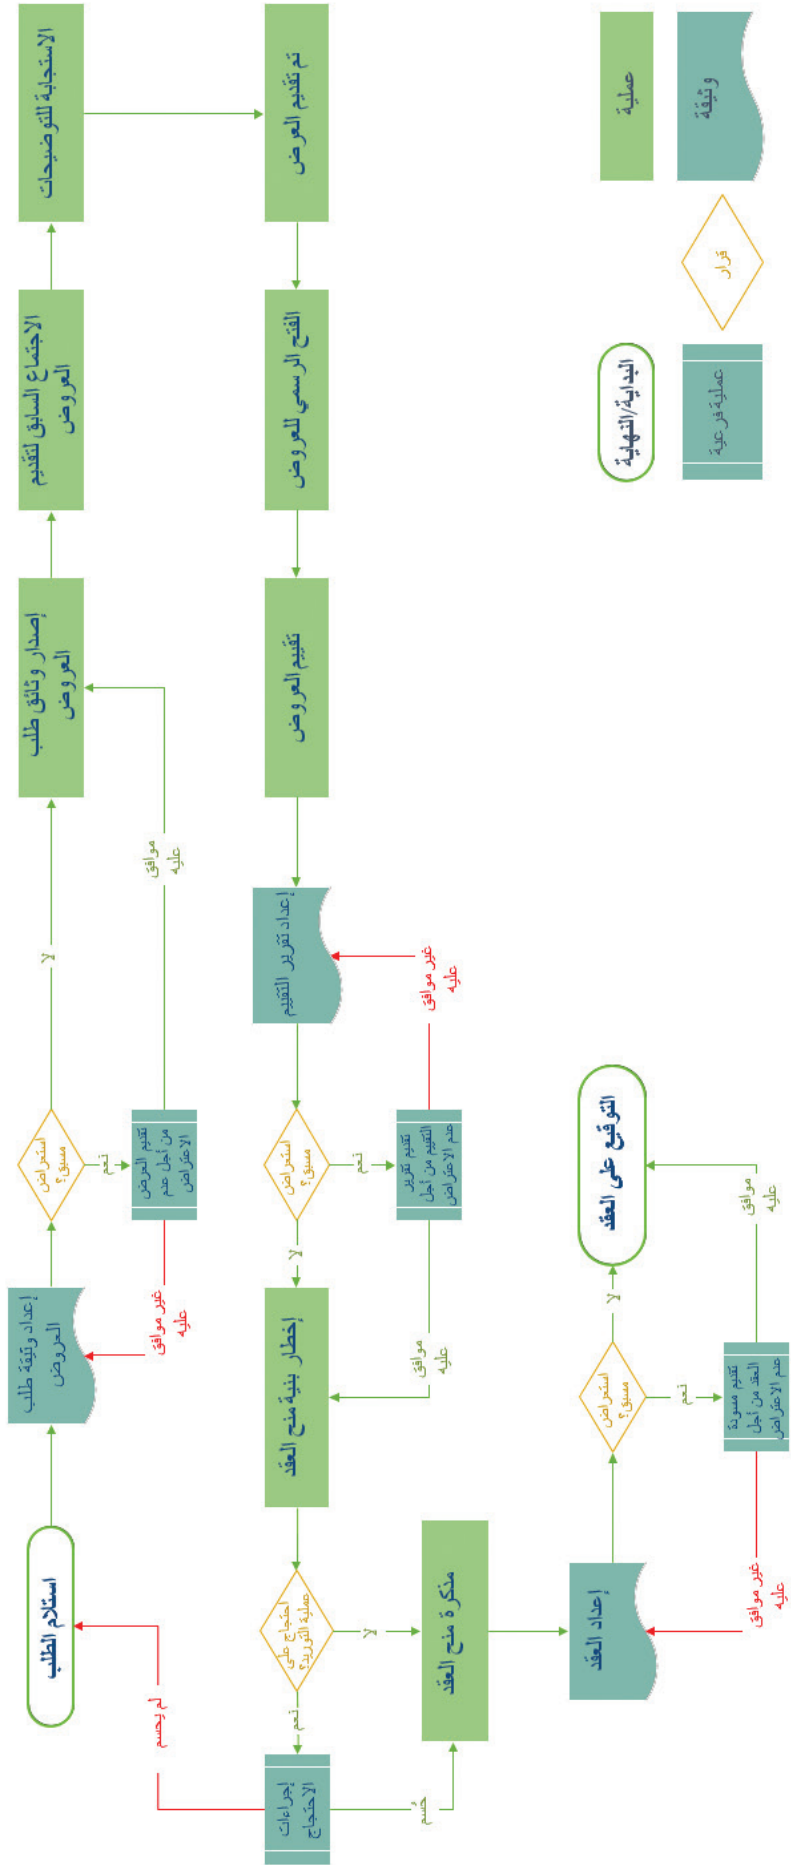 استلام الطلب
إعداد وثيقة طلب
العروض
استعراض
مسبق؟
لا
نعم
تقديم العرض
من أجل عدم
الاعتراض
غير موافق
عليه
موافق
عليه
إصدار وثائق طلب
العروض
الاجتماع السابق لتقديم
العروض
الاستجابة للتوضيحات
تم تقديم العرض
الفتح الرسمي للعروض
تقييم العروض
إعداد تقرير التقييم
استعراض
مسبق؟
نعم
لا
تقديم تقرير
التقييم من أجل
عدم الاعتراض
غير موافق
عليه
موافق
عليه
إخطار بنية منح العقد
احتجاج على
عملية التوريد؟
نعم
لا
إجراءات
الاحتجاج
لم يحسم
حُسم
مذكرة منح العقد
إعداد العقد
استعراض
مسبق؟
لا
نعم
تقديم مسودة
العقد من أجل
عدم الاعتراض
غير موافق
عليه
موافق
عليه
التوقيع على العقد
البداية/النهاية
عملية
عملية فرعية
قرار
وثيقة